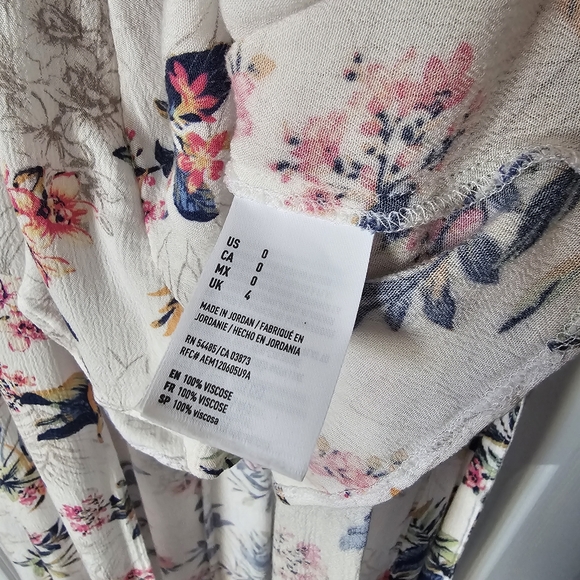 US 0
CA 0
MX 0
UK 4
MADE IN JORDAN / FABRIQUÉ EN
JORDANIE / HECHO EN JORDANIA
RN 54485 / CA 03873
RFC# AEM120605U9A
EN 100% VISCOSE
FR 100% VISCOSE
SP 100% viscosa